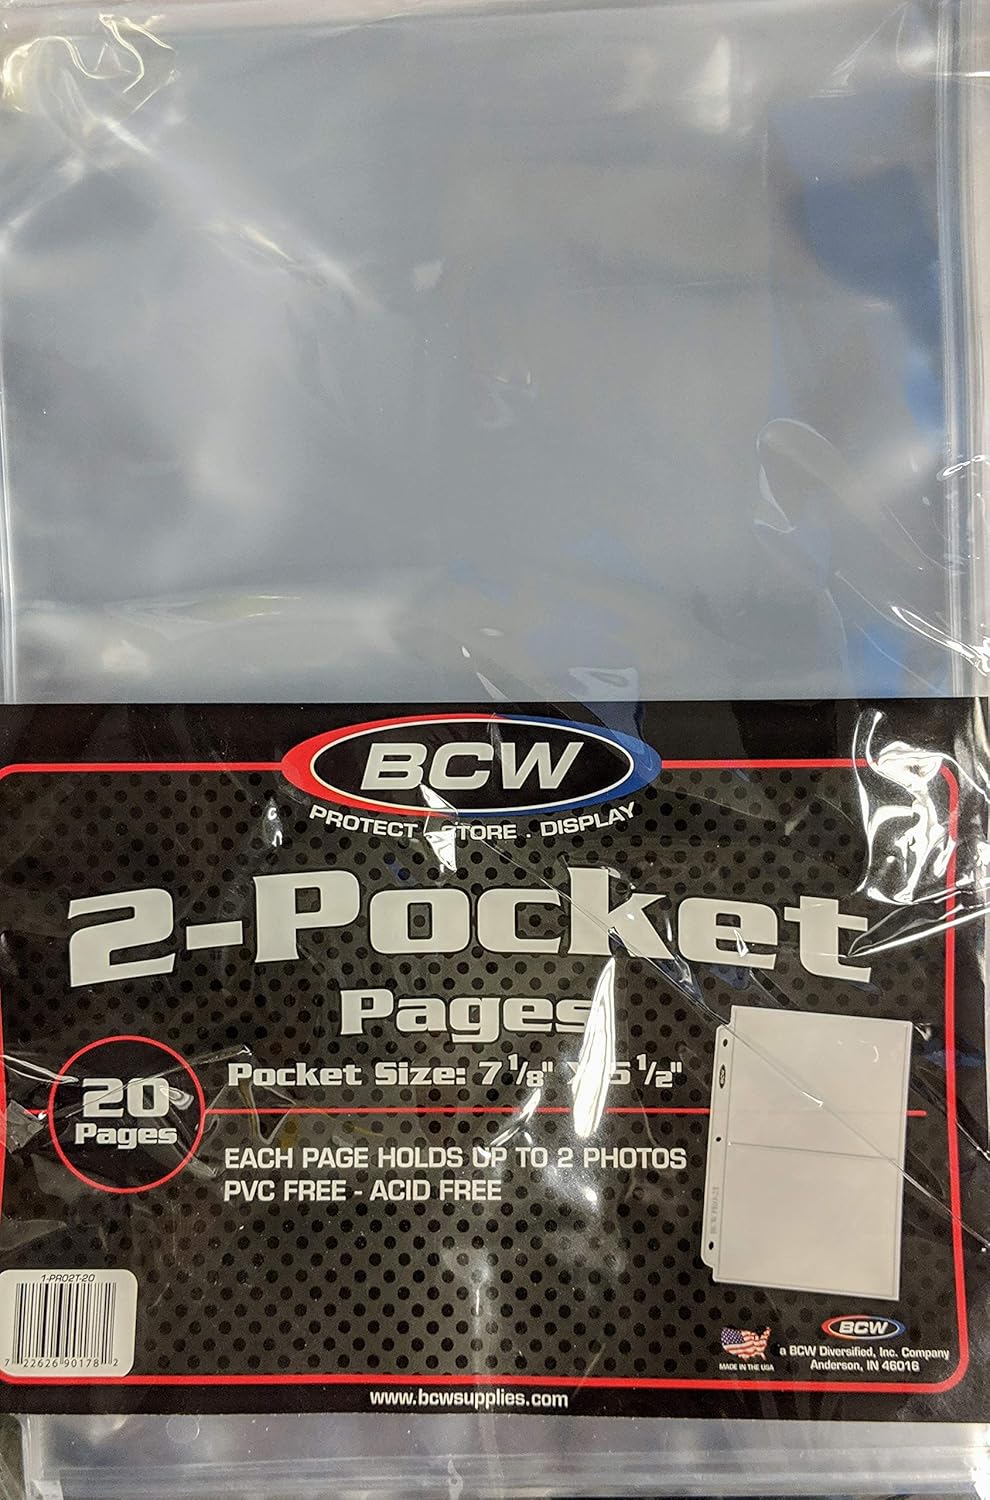 BCW
PROTECT . STORE . DISPLAY
2-Pocket
Pages
Pocket Size: 7 1/8" X 5 1/2"
20
Pages
EACH PAGE HOLDS UP TO 2 PHOTOS
PVC FREE - ACID FREE
1-PRO2T-20
7 22626 90178 2
MADE IN THE USA
BCW
a BCW Diversified, Inc. Company
Anderson, IN 46016
www.bcwsupplies.com